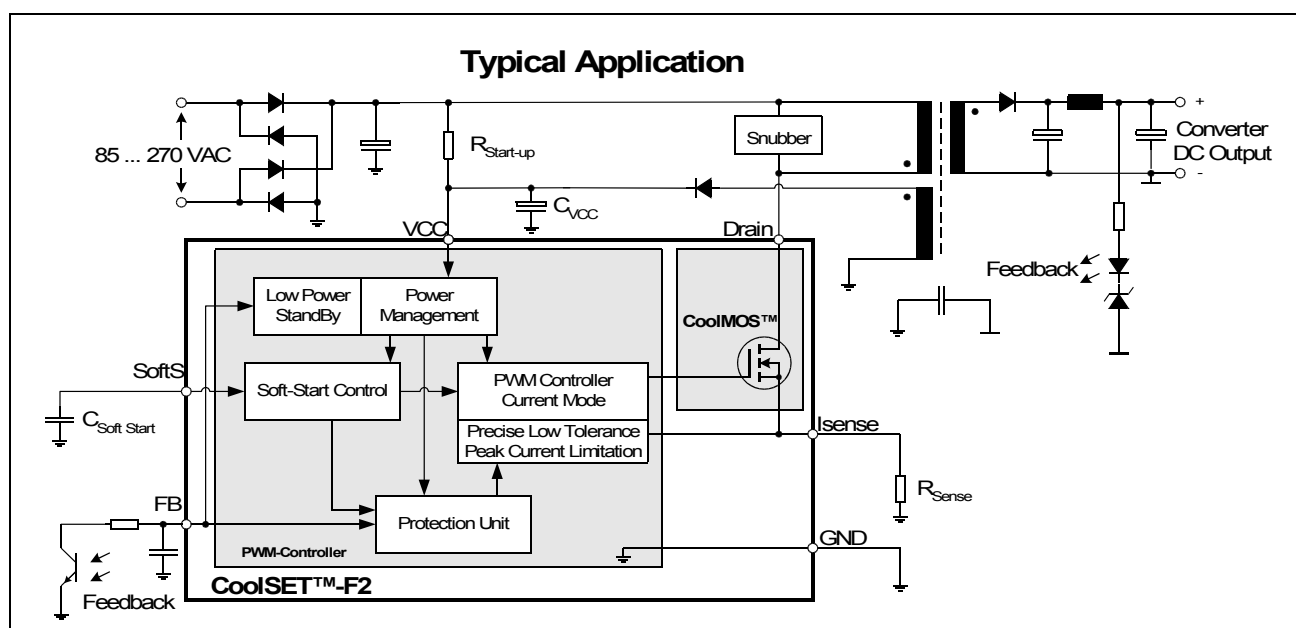 Typical Application
85 ... 270 VAC
RStart-up
Snubber
+
Converter
DC Output
-
CVCC
VCC
Drain
Feedback
Low Power
StandBy
Power
Management
CoolMOS™
SoftS
Soft-Start Control
PWM Controller
Current Mode
CSoft Start
Precise Low Tolerance
Peak Current Limitation
Isense
RSense
FB
Protection Unit
GND
PWM-Controller
CoolSET™-F2
Feedback